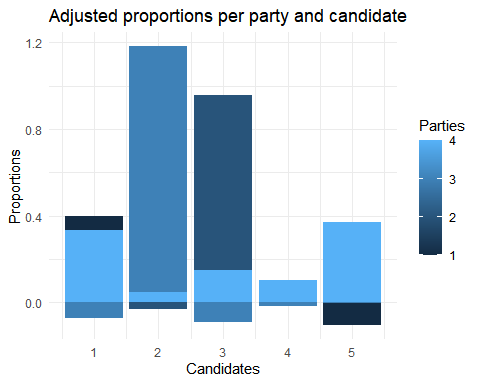 Adjusted proportions per party and candidate
1.2
0.8
0.4
0.0
Proportions
1 2 3 4 5
Candidates
Parties
4
3
2
1